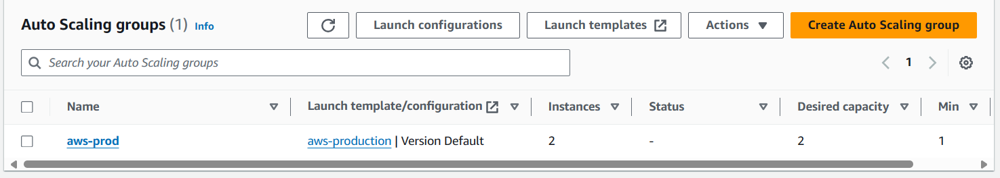 Auto Scaling groups (1) Info
Launch configurations
Launch templates
Actions
Create Auto Scaling group
Search your Auto Scaling groups
1
Name Launch template/configuration Instances Status Desired capacity Min
aws-prod aws-production | Version Default 2 - 2 1